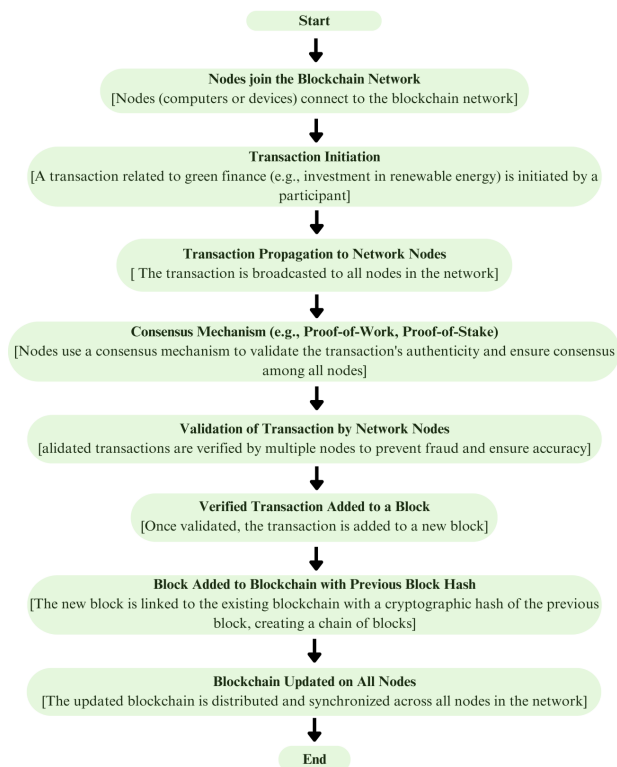 Start
Nodes join the Blockchain Network
[Nodes (computers or devices) connect to the blockchain network]
Transaction Initiation
[A transaction related to green finance (e.g., investment in renewable energy) is initiated by a
participant]
Transaction Propagation to Network Nodes
[ The transaction is broadcasted to all nodes in the network]
Consensus Mechanism (e.g., Proof-of-Work, Proof-of-Stake)
[Nodes use a consensus mechanism to validate the transaction's authenticity and ensure consensus
among all nodes]
Validation of Transaction by Network Nodes
[alidated transactions are verified by multiple nodes to prevent fraud and ensure accuracy]
Verified Transaction Added to a Block
[Once validated, the transaction is added to a new block]
Block Added to Blockchain with Previous Block Hash
[The new block is linked to the existing blockchain with a cryptographic hash of the previous
block, creating a chain of blocks]
Blockchain Updated on All Nodes
[The updated blockchain is distributed and synchronized across all nodes in the network]
End